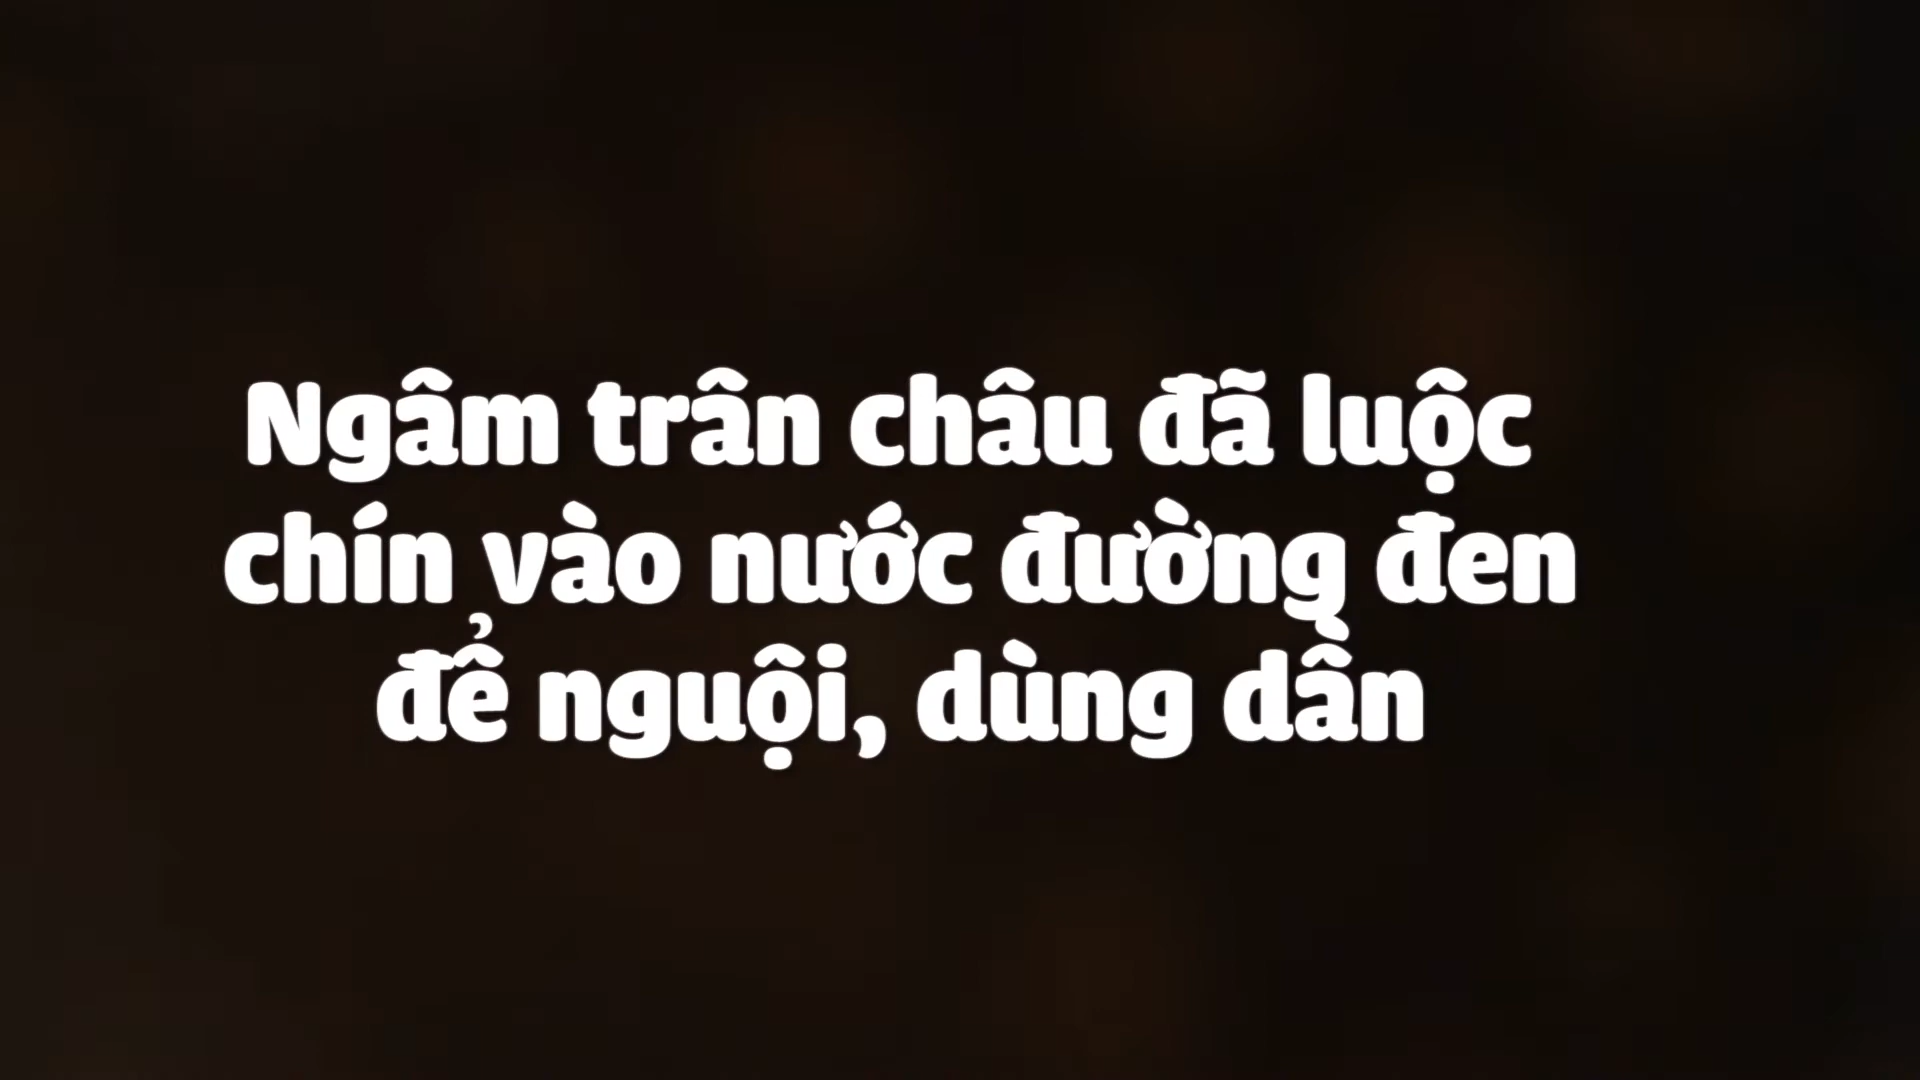 Ngâm trân châu đã luộc
chín vào nước đường đen
để nguội, dùng dần